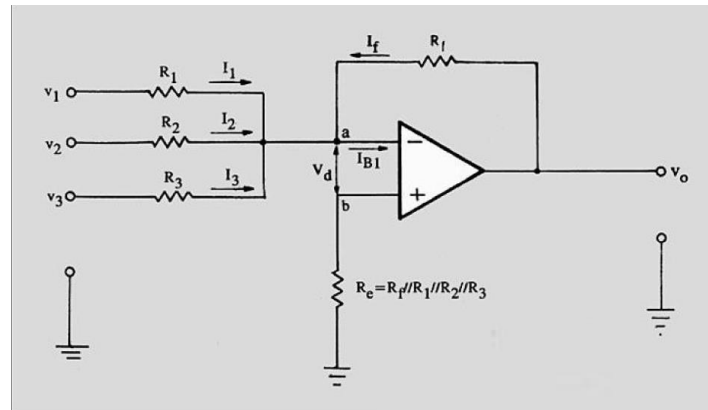 I_f R_f
R_1 I_1
v_1
R_2 I_2
v_2
a
−
I_B1
V_d
R_3 I_3
v_3
b
+
v_o
R_e=R_f//R_1//R_2//R_3